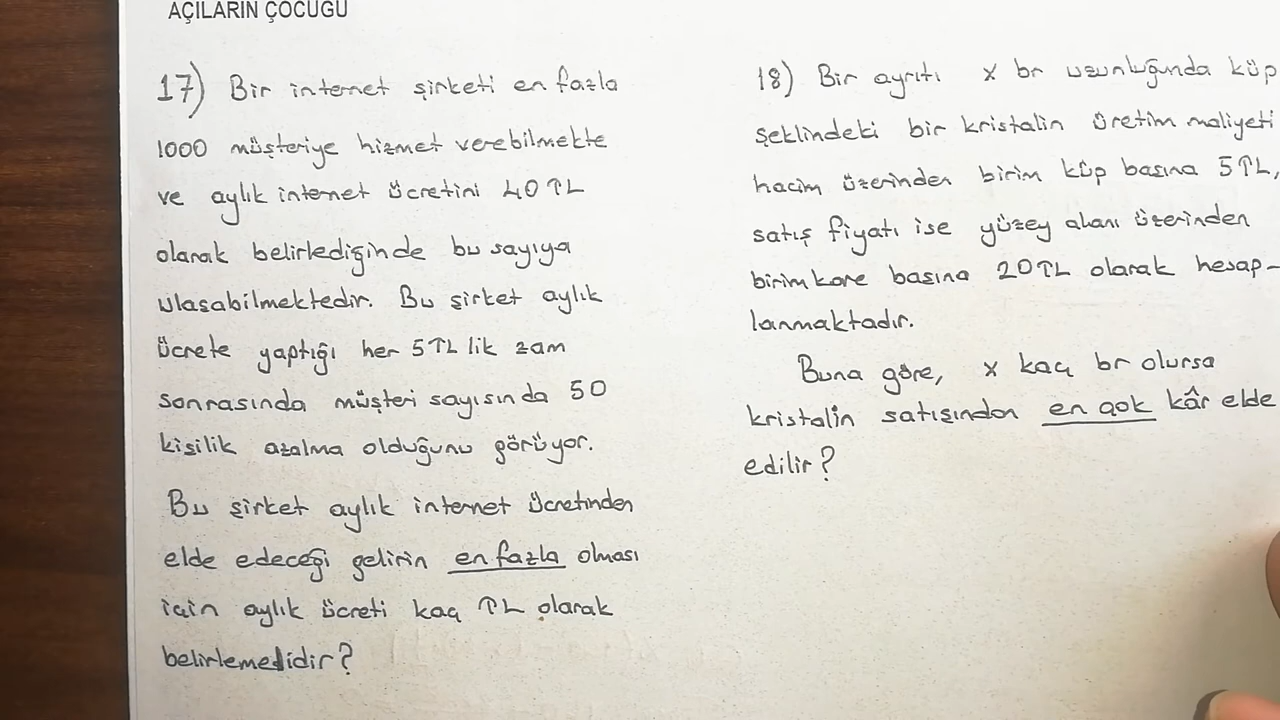 AÇILARIN ÇOCUĞU
17) Bir internet şirketi en fazla
1000 müşteriye hizmet verebilmekte
ve aylık internet ücretini 40 TL
olarak belirlediğinde bu sayıya
ulaşabilmektedir. Bu şirket aylık
ücrete yaptığı her 5 TL lik zam
sonrasında müşteri sayısında 50
kişilik azalma olduğunu görüyor.
Bu şirket aylık internet ücretinden
elde edeceği gelirin en fazla olması
için aylık ücreti kaç TL olarak
belirlemelidir?
18) Bir ayrıtı x br uzunluğunda küp
şeklindeki bir kristalin üretim maliyeti
hacim üzerinden birim küp başına 5 TL,
satış fiyatı ise yüzey alanı üzerinden
birimkare başına 20 TL olarak hesap-
lanmaktadır.
Buna göre, x kaç br olursa
kristalin satışından en çok kâr elde
edilir?